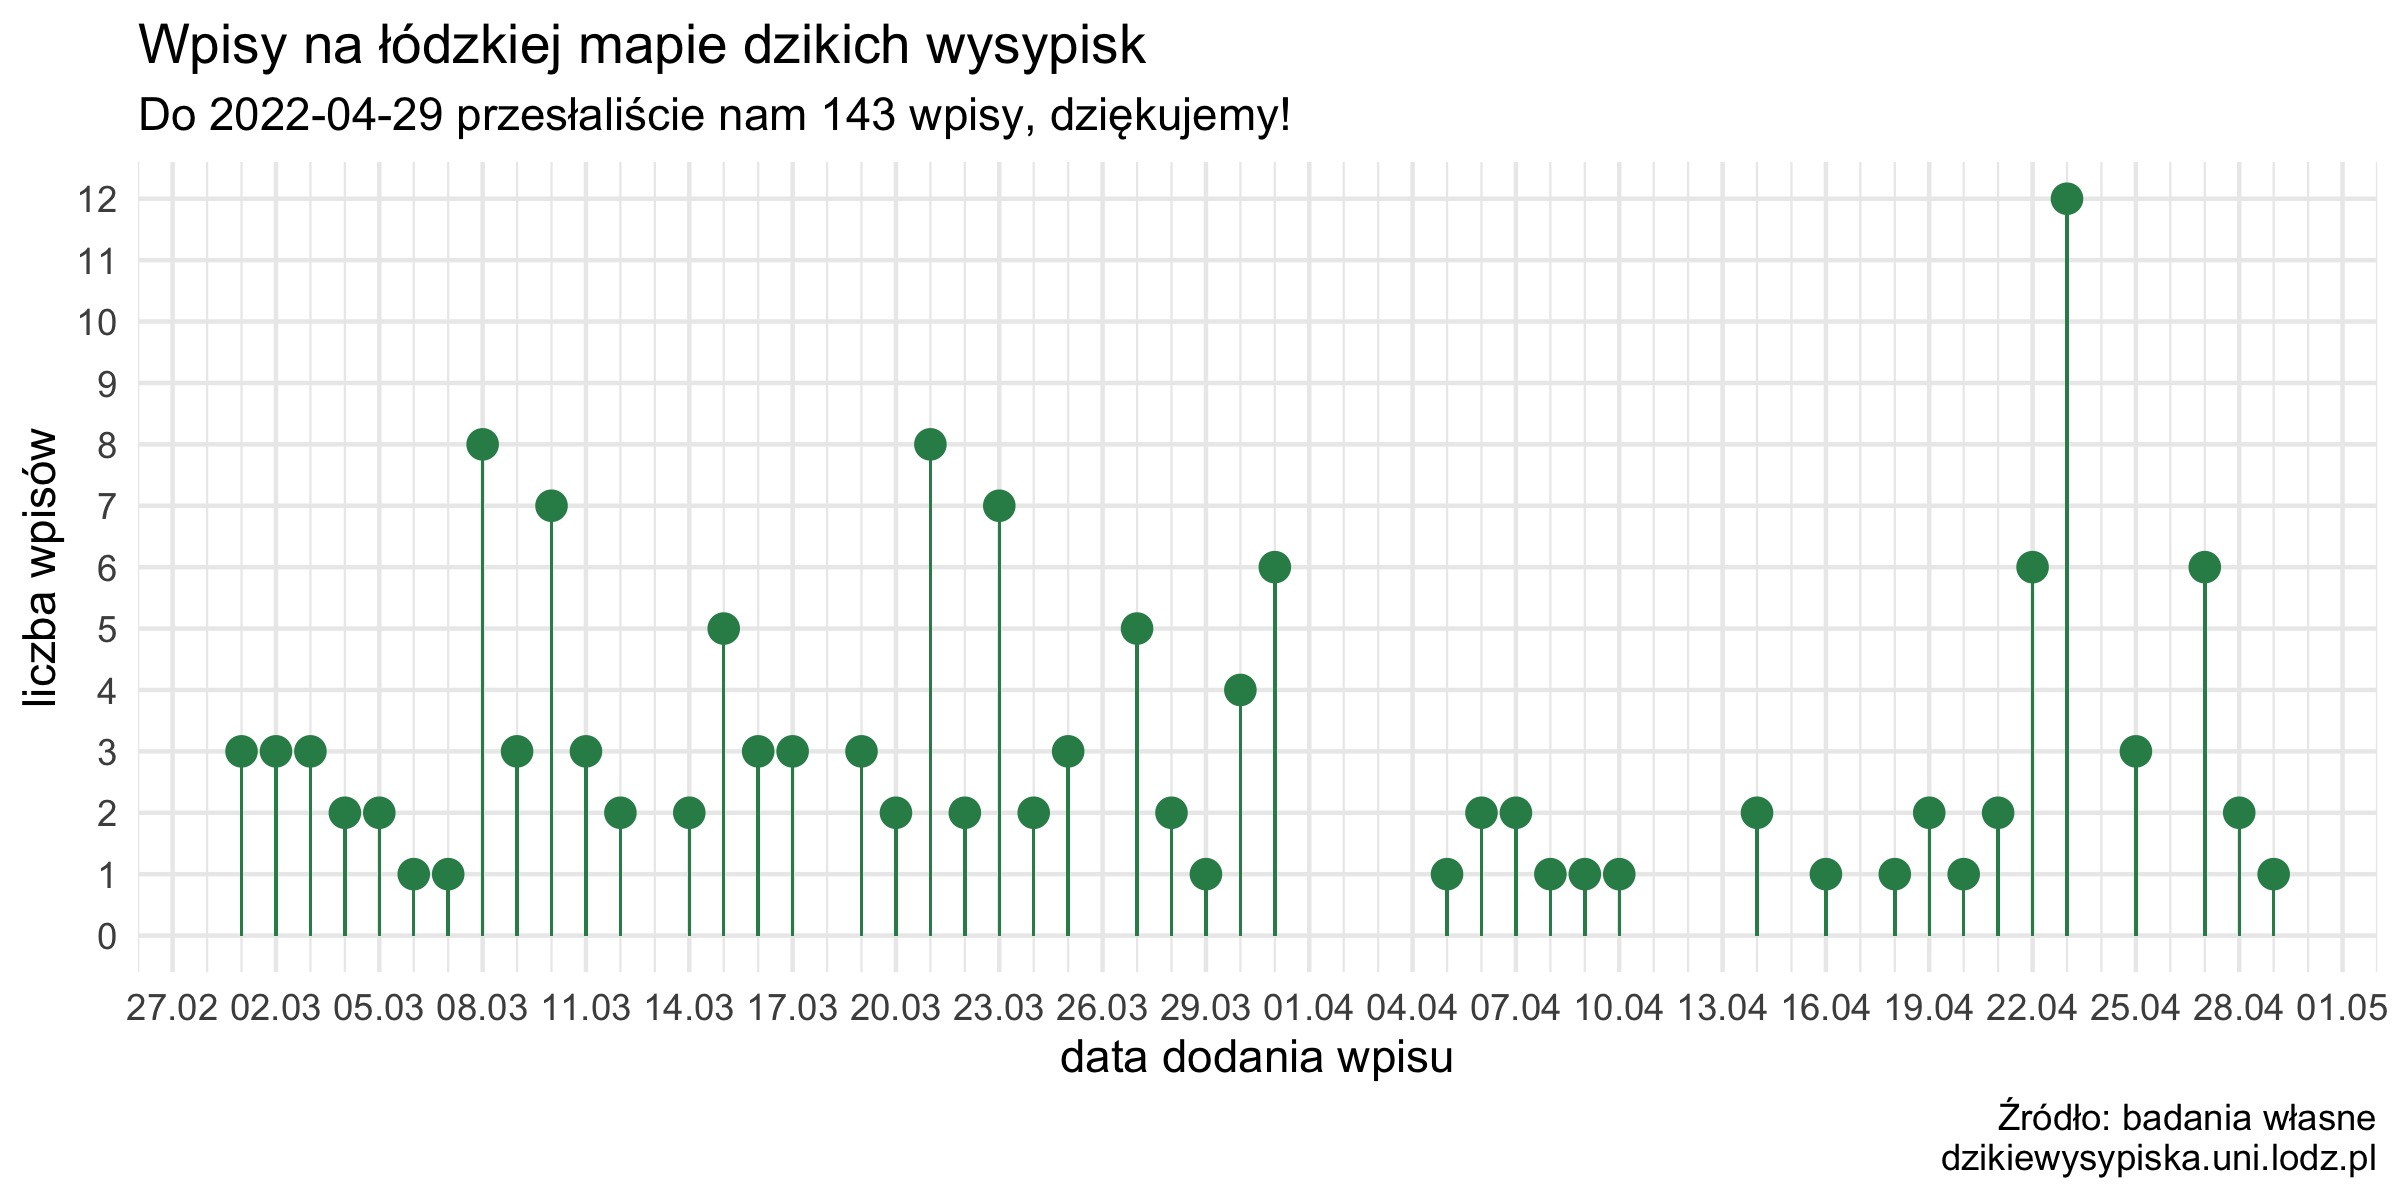 Wpisy na łódzkiej mapie dzikich wysypisk
Do 2022-04-29 przesłaliście nam 143 wpisy, dziękujemy!
liczba wpisów
12
11
10
9
8
7
6
5
4
3
2
1
0
27.02 02.03 05.03 08.03 11.03 14.03 17.03 20.03 23.03 26.03 29.03 01.04 04.04 07.04 10.04 13.04 16.04 19.04 22.04 25.04 28.04 01.05
data dodania wpisu
Źródło: badania własne
dzikiewysypiska.uni.lodz.pl